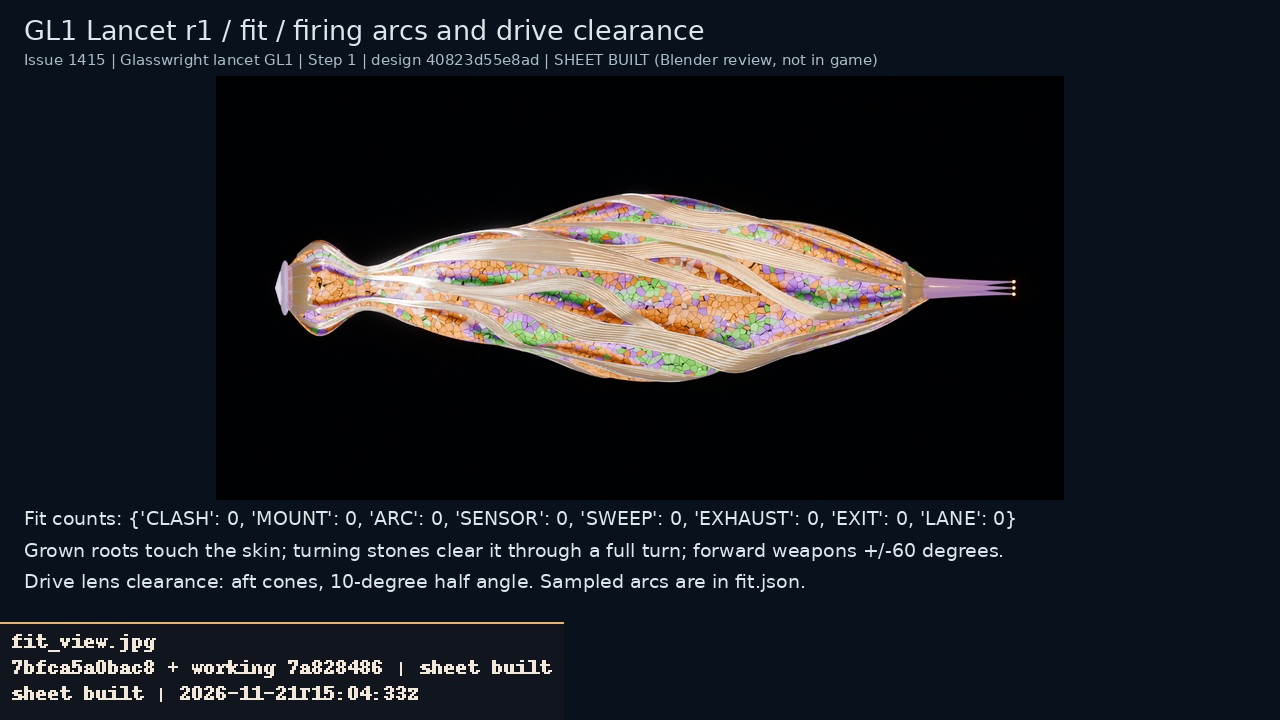 GL1 Lancet r1 / fit / firing arcs and drive clearance
Issue 1415 | Glasswright lancet GL1 | Step 1 | design 40823d55e8ad | SHEET BUILT (Blender review, not in game)
Fit counts: {'CLASH': 0, 'MOUNT': 0, 'ARC': 0, 'SENSOR': 0, 'SWEEP': 0, 'EXHAUST': 0, 'EXIT': 0, 'LANE': 0}
Grown roots touch the skin; turning stones clear it through a full turn; forward weapons +/-60 degrees.
Drive lens clearance: aft cones, 10-degree half angle. Sampled arcs are in fit.json.
fit_view.jpg
7bfca5a0bac8 + working 7a828486 | sheet built
sheet built | 2026-11-21T15:04:33Z